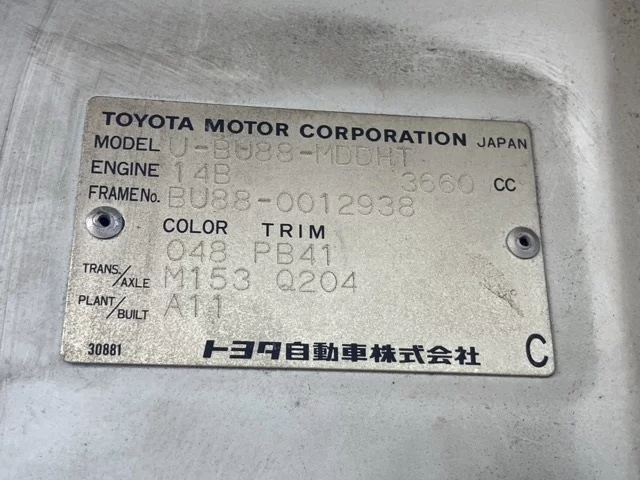 TOYOTA MOTOR CORPORATION JAPAN
MODEL U-BU88-MDDHT
ENGINE 14B 3660 CC
FRAME No. BU88-0012938
COLOR TRIM
048 PB41
TRANS./AXLE M153 Q204
PLANT/BUILT A11
30881 トヨタ自動車株式会社 C